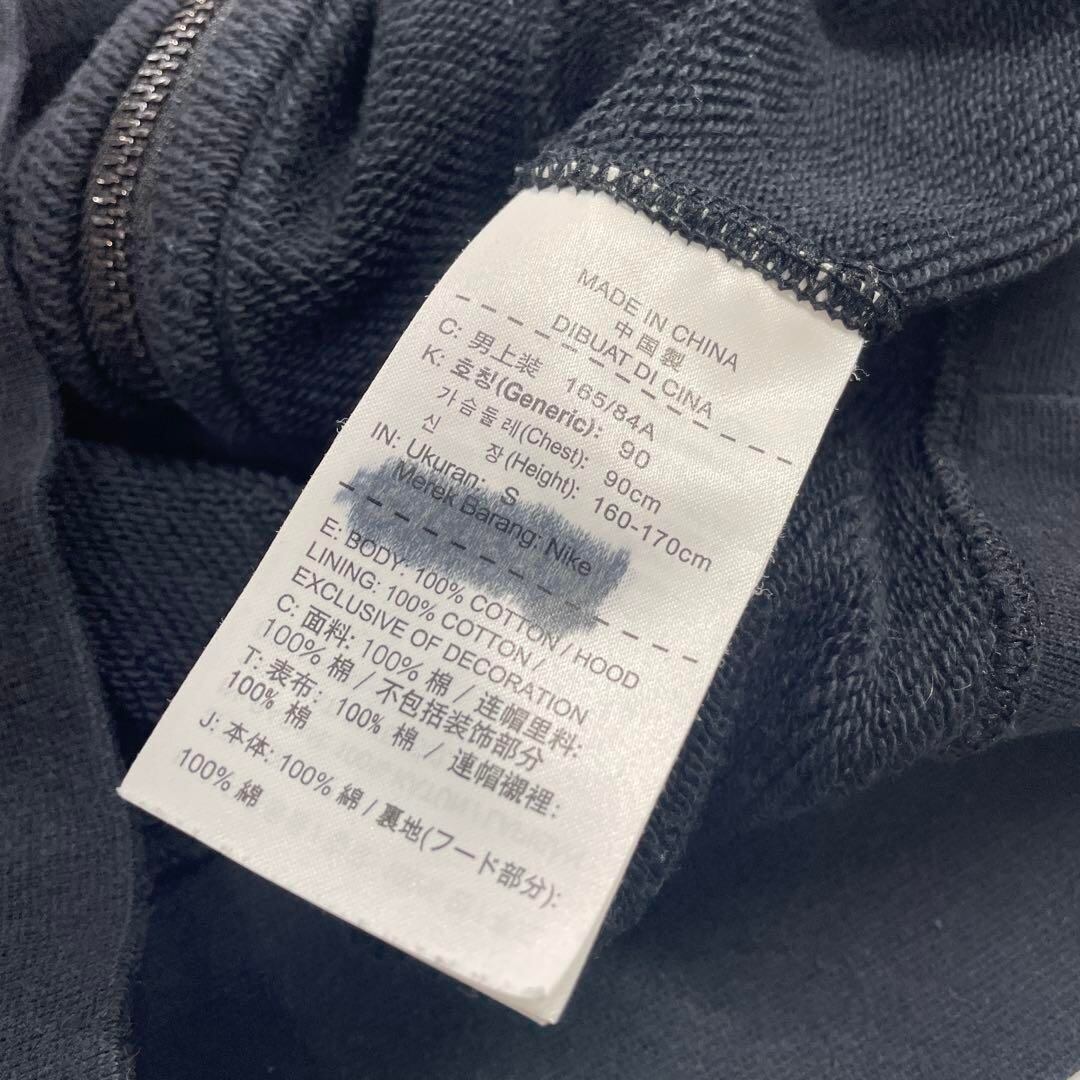 MADE IN CHINA
中国製
DIBUAT DI CINA
C: 男上装 165/84A
K: 호칭(Generic): 90
가슴둘레(Chest): 90cm
신 장(Height): 160-170cm
IN: Ukuran: S
Merek Barang: Nike
E: BODY: 100% COTTON / HOOD
LINING: 100% COTTON /
EXCLUSIVE OF DECORATION
C: 面料: 100% 棉 / 连帽里料:
100% 棉 / 不包括装饰部分
T: 表布: 100% 棉 / 連帽襯裡:
100% 棉
J: 本体: 100% 綿 / 裏地(フード部分):
100% 綿